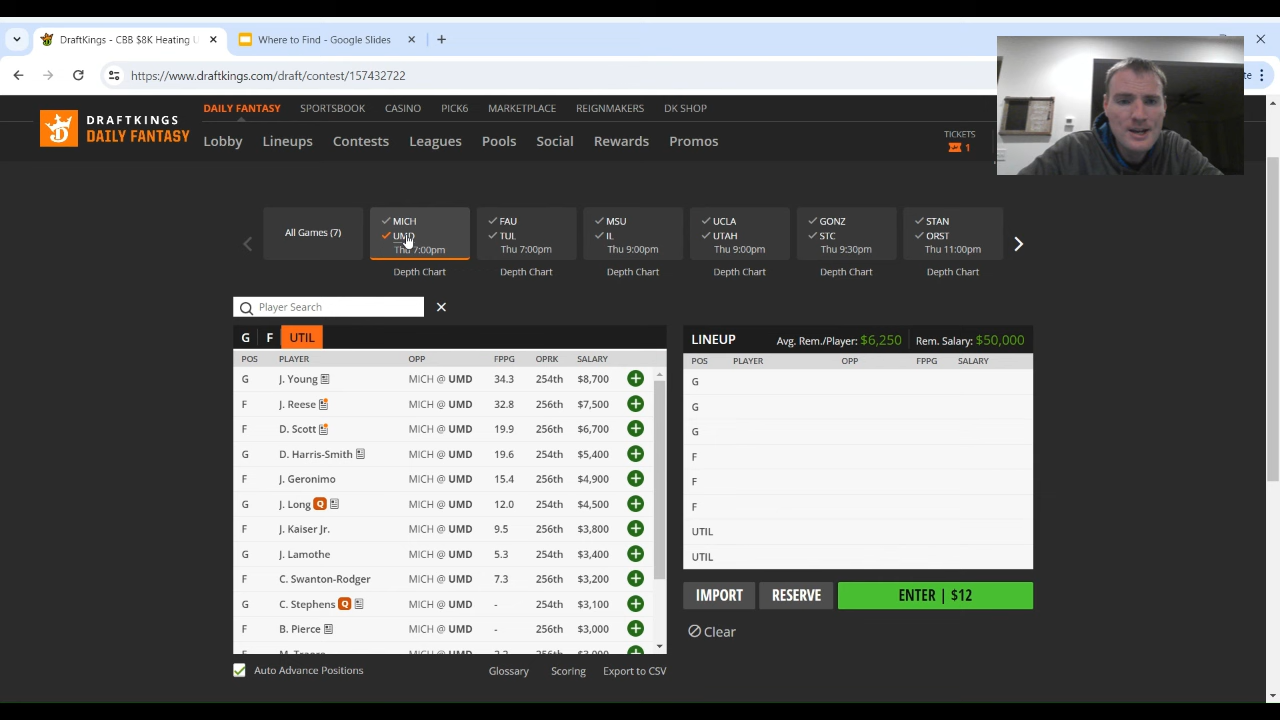 DraftKings - CBB $8K Heating U
Where to Find - Google Slides
https://www.draftkings.com/draft/contest/157432722
DAILY FANTASY SPORTSBOOK CASINO PICK6 MARKETPLACE REIGNMAKERS DK SHOP
DRAFTKINGS
DAILY FANTASY
Lobby Lineups Contests Leagues Pools Social Rewards Promos
TICKETS
1
All Games (7)
MICH
UMD
Thu 7:00pm
Depth Chart
FAU
TUL
Thu 7:00pm
Depth Chart
MSU
IL
Thu 9:00pm
Depth Chart
UCLA
UTAH
Thu 9:00pm
Depth Chart
GONZ
STC
Thu 9:30pm
Depth Chart
STAN
ORST
Thu 11:00pm
Depth Chart
Player Search
G F UTIL
POS PLAYER OPP FPPG OPRK SALARY
G J. Young MICH @ UMD 34.3 254th $8,700
F J. Reese MICH @ UMD 32.8 256th $7,500
F D. Scott MICH @ UMD 19.9 256th $6,700
G D. Harris-Smith MICH @ UMD 19.6 254th $5,400
F J. Geronimo MICH @ UMD 15.4 256th $4,900
G J. Long Q MICH @ UMD 12.0 254th $4,500
F J. Kaiser Jr. MICH @ UMD 9.5 256th $3,800
G J. Lamothe MICH @ UMD 5.3 254th $3,400
F C. Swanton-Rodger MICH @ UMD 7.3 256th $3,200
G C. Stephens Q MICH @ UMD - 254th $3,100
F B. Pierce MICH @ UMD - 256th $3,000
Auto Advance Positions
Glossary Scoring Export to CSV
LINEUP Avg. Rem./Player: $6,250 Rem. Salary: $50,000
POS PLAYER OPP FPPG SALARY
G
G
G
F
F
F
UTIL
UTIL
IMPORT RESERVE ENTER | $12
Clear